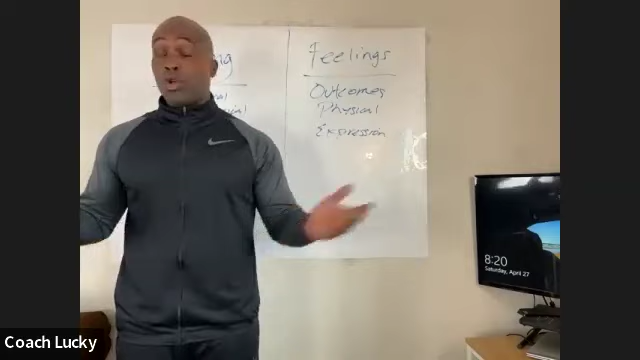 Feelings
Outcomes
Physical
Expression
8:20
Saturday, April 27
Coach Lucky